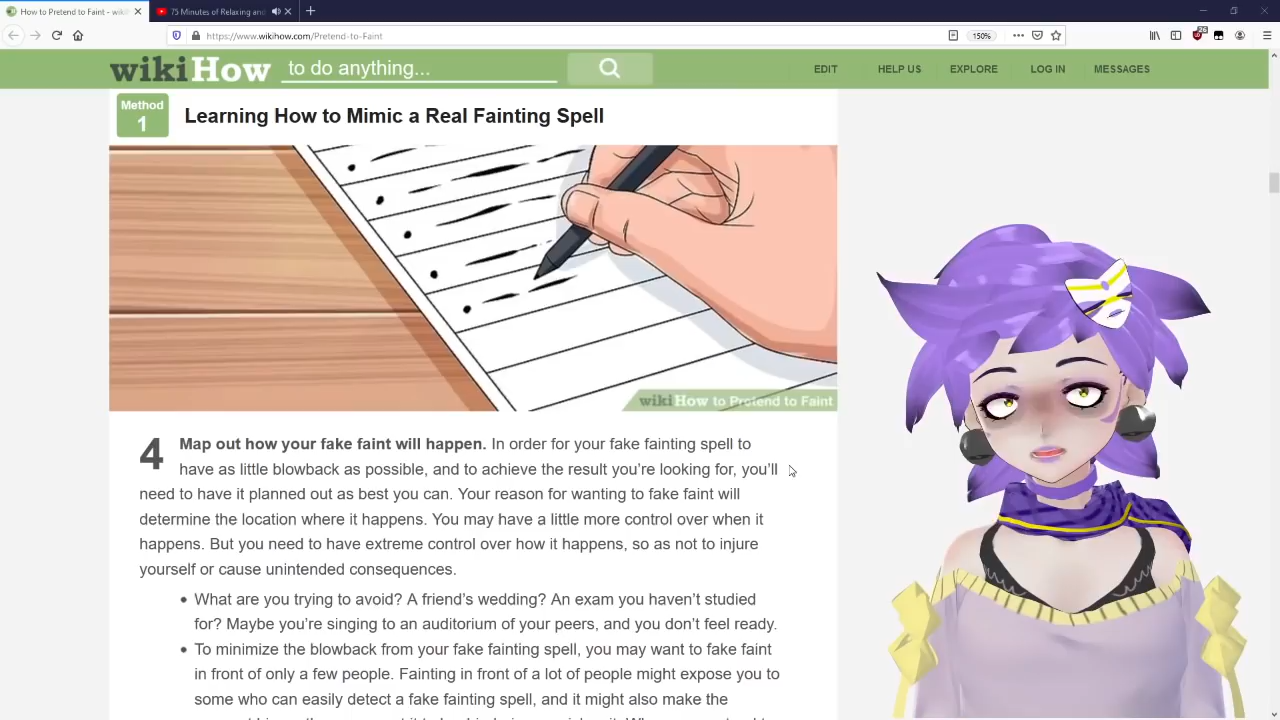 How to Pretend to Faint - wikiH
75 Minutes of Relaxing and
https://www.wikihow.com/Pretend-to-Faint
150%
26
wikiHow to do anything...
EDIT HELP US EXPLORE LOG IN MESSAGES
Method
1
Learning How to Mimic a Real Fainting Spell
wikiHow to Pretend to Faint
4 Map out how your fake faint will happen. In order for your fake fainting spell to
have as little blowback as possible, and to achieve the result you're looking for, you'll
need to have it planned out as best you can. Your reason for wanting to fake faint will
determine the location where it happens. You may have a little more control over when it
happens. But you need to have extreme control over how it happens, so as not to injure
yourself or cause unintended consequences.
• What are you trying to avoid? A friend's wedding? An exam you haven't studied
for? Maybe you're singing to an auditorium of your peers, and you don't feel ready.
• To minimize the blowback from your fake fainting spell, you may want to fake faint
in front of only a few people. Fainting in front of a lot of people might expose you to
some who can easily detect a fake fainting spell, and it might also make the